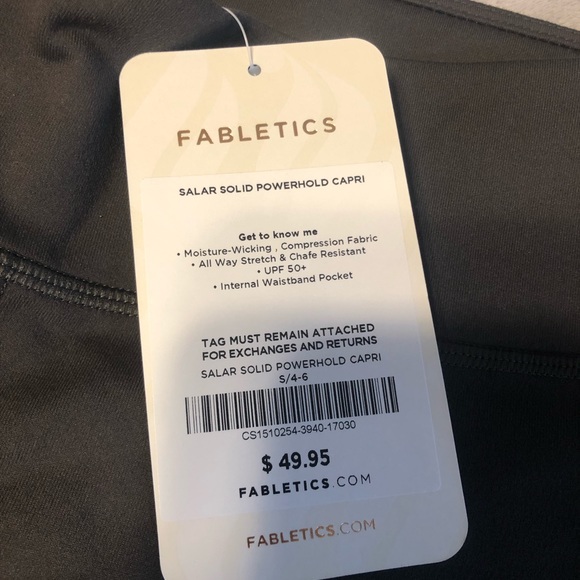 FABLETICS
SALAR SOLID POWERHOLD CAPRI
Get to know me
• Moisture-Wicking , Compression Fabric
• All Way Stretch & Chafe Resistant
• UPF 50+
• Internal Waistband Pocket
TAG MUST REMAIN ATTACHED
FOR EXCHANGES AND RETURNS
SALAR SOLID POWERHOLD CAPRI
S/4-6
CS1510254-3940-17030
$ 49.95
FABLETICS.COM
FABLETICS.COM